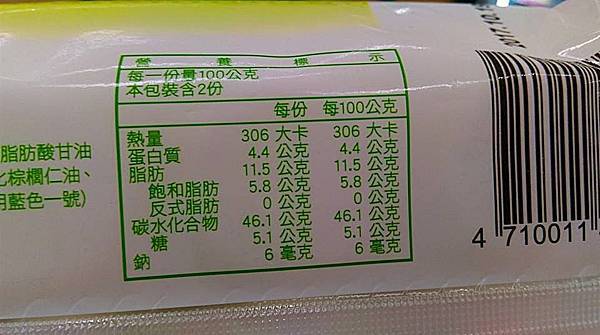 營養標示
每一份量100公克
本包裝含2份
每份 每100公克
熱量 306 大卡 306 大卡
蛋白質 4.4 公克 4.4 公克
脂肪 11.5 公克 11.5 公克
飽和脂肪 5.8 公克 5.8 公克
反式脂肪 0 公克 0 公克
碳水化合物 46.1 公克 46.1 公克
糖 5.1 公克 5.1 公克
鈉 6 毫克 6 毫克
脂肪酸甘油
化棕櫚仁油、
用藍色一號)
4 710011